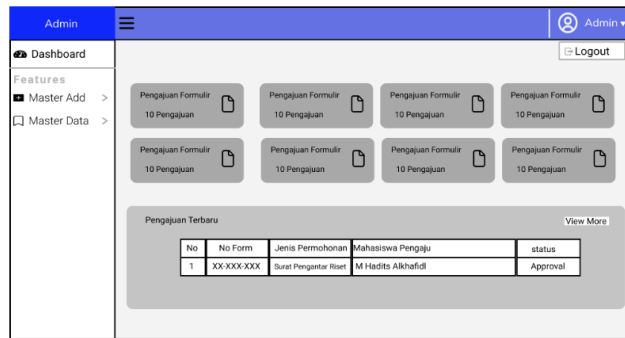 Admin
Admin
Logout
Dashboard
Features
Master Add >
Master Data >
Pengajuan Formulir
10 Pengajuan
Pengajuan Formulir
10 Pengajuan
Pengajuan Formulir
10 Pengajuan
Pengajuan Formulir
10 Pengajuan
Pengajuan Formulir
10 Pengajuan
Pengajuan Formulir
10 Pengajuan
Pengajuan Formulir
10 Pengajuan
Pengajuan Formulir
10 Pengajuan
Pengajuan Terbaru
View More
No No Form Jenis Permohonan Mahasiswa Pengaju status
1 XX-XXX-XXX Surat Pengantar Riset M Hadits Alkhafidl Approval